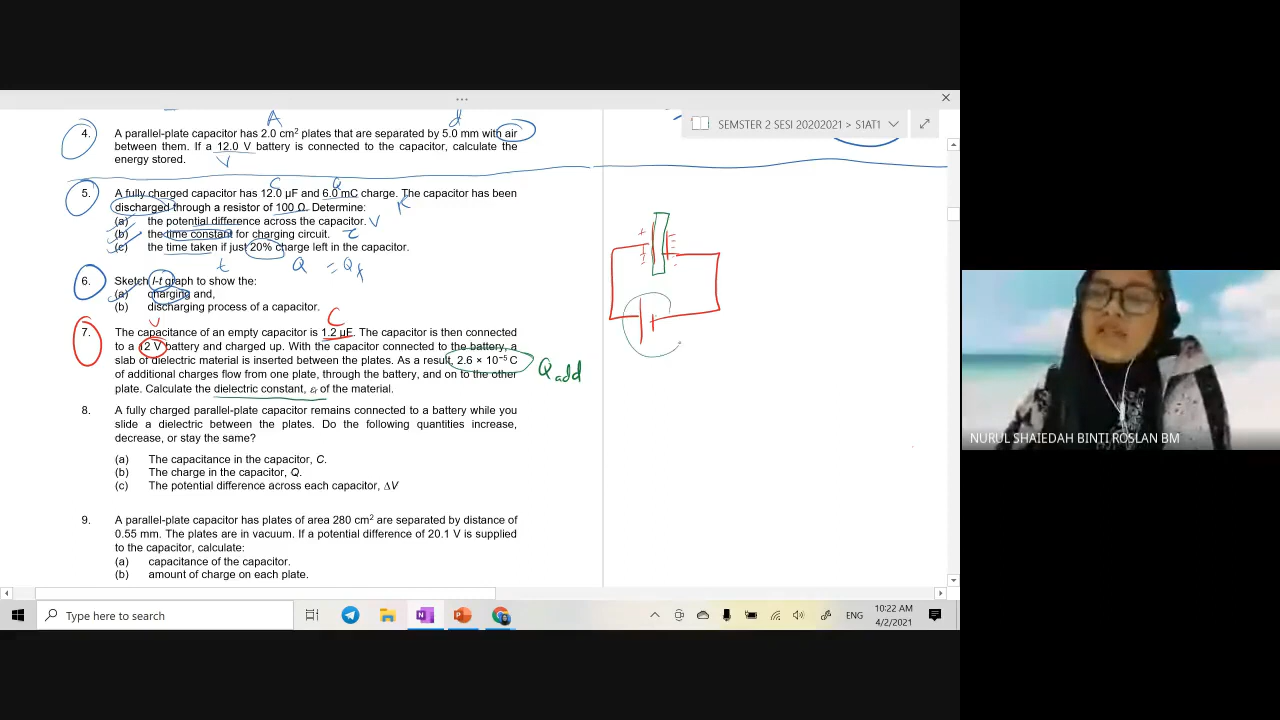 A d
4. A parallel-plate capacitor has 2.0 cm² plates that are separated by 5.0 mm with air
between them. If a 12.0 V battery is connected to the capacitor, calculate the
energy stored.
V
SEMSTER 2 SESI 20202021 > S1AT1
C Q
5. A fully charged capacitor has 12.0 μF and 6.0 mC charge. The capacitor has been
discharged through a resistor of 100 Ω. Determine: R
(a) the potential difference across the capacitor. V
(b) the time constant for charging circuit. τ
(c) the time taken if just 20% charge left in the capacitor.
t Q = Qf
6. Sketch I-t graph to show the:
(a) charging and,
(b) discharging process of a capacitor.
V C
7. The capacitance of an empty capacitor is 1.2 μF. The capacitor is then connected
to a 12 V battery and charged up. With the capacitor connected to the battery, a
slab of dielectric material is inserted between the plates. As a result, 2.6 × 10⁻⁵ C
of additional charges flow from one plate, through the battery, and on to the other
plate. Calculate the dielectric constant, εr of the material.
Q add
8. A fully charged parallel-plate capacitor remains connected to a battery while you
slide a dielectric between the plates. Do the following quantities increase,
decrease, or stay the same?
(a) The capacitance in the capacitor, C.
(b) The charge in the capacitor, Q.
(c) The potential difference across each capacitor, ΔV
9. A parallel-plate capacitor has plates of area 280 cm² are separated by distance of
0.55 mm. The plates are in vacuum. If a potential difference of 20.1 V is supplied
to the capacitor, calculate:
(a) capacitance of the capacitor.
(b) amount of charge on each plate.
NURUL SHAIEDAH BINTI ROSLAN BM
Type here to search
ENG
10:22 AM
4/2/2021